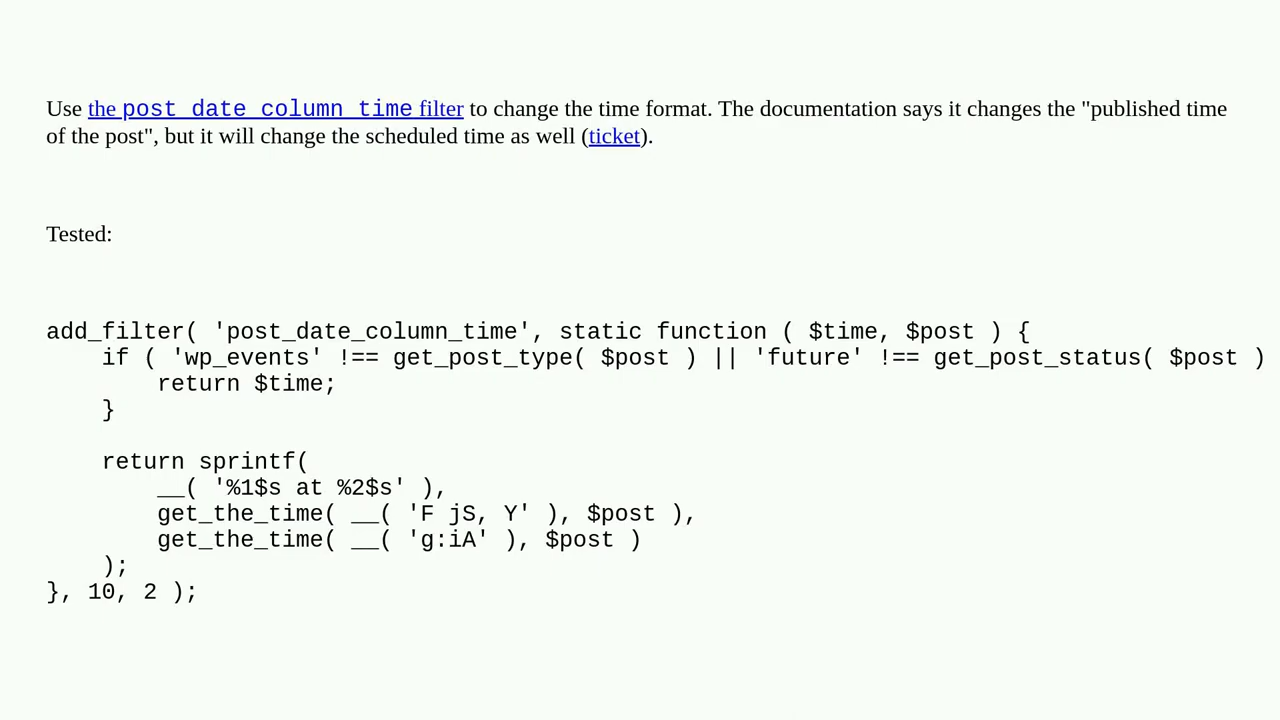 Use the post_date_column_time filter to change the time format. The documentation says it changes the "published time
of the post", but it will change the scheduled time as well (ticket).
Tested:
add_filter( 'post_date_column_time', static function ( $time, $post ) {
    if ( 'wp_events' !== get_post_type( $post ) || 'future' !== get_post_status( $post )
        return $time;
    }
    return sprintf(
        __( '%1$s at %2$s' ),
        get_the_time( __( 'F jS, Y' ), $post ),
        get_the_time( __( 'g:iA' ), $post )
    );
}, 10, 2 );